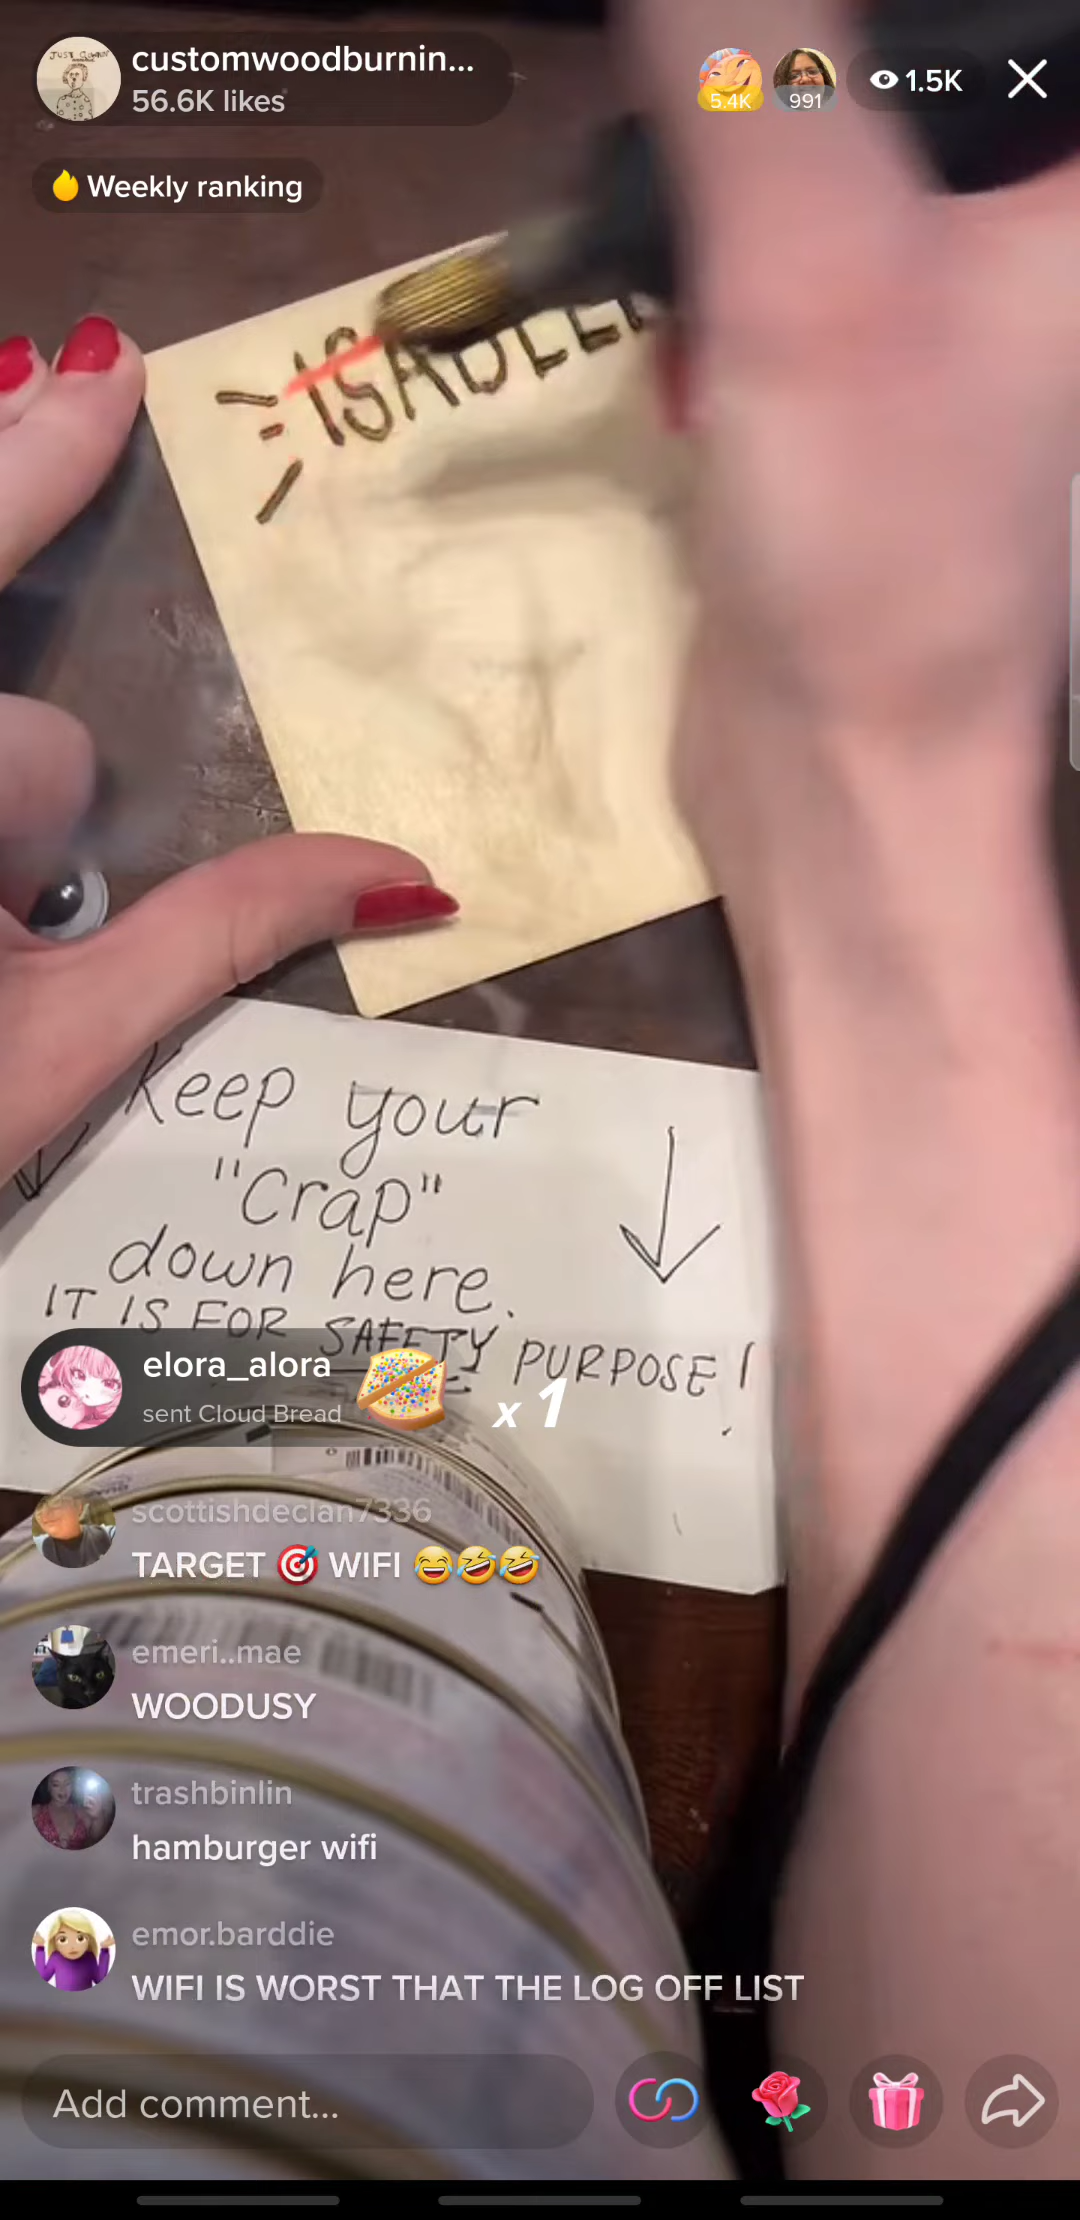 customwoodburnin...
56.6K likes
5.4K
991
1.5K
Weekly ranking
Keep your
"Crap"
down here.
IT IS FOR SAFETY PURPOSE!
elora_alora
sent Cloud Bread
x 1
scottishdeclan7336
TARGET 🎯 WIFI 😂🤣🤣
emeri..mae
WOODUSY
trashbinlin
hamburger wifi
emor.barddie
WIFI IS WORST THAT THE LOG OFF LIST
Add comment...